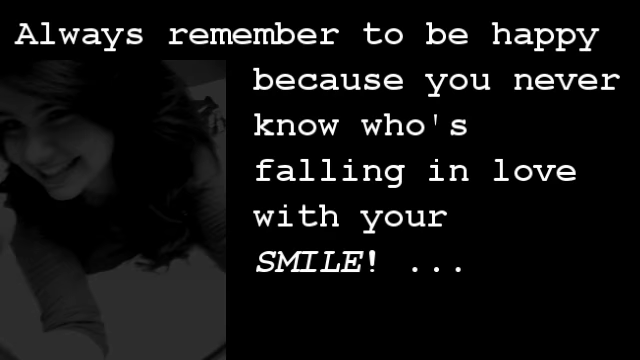 Always remember to be happy
because you never
know who's
falling in love
with your
SMILE! ...